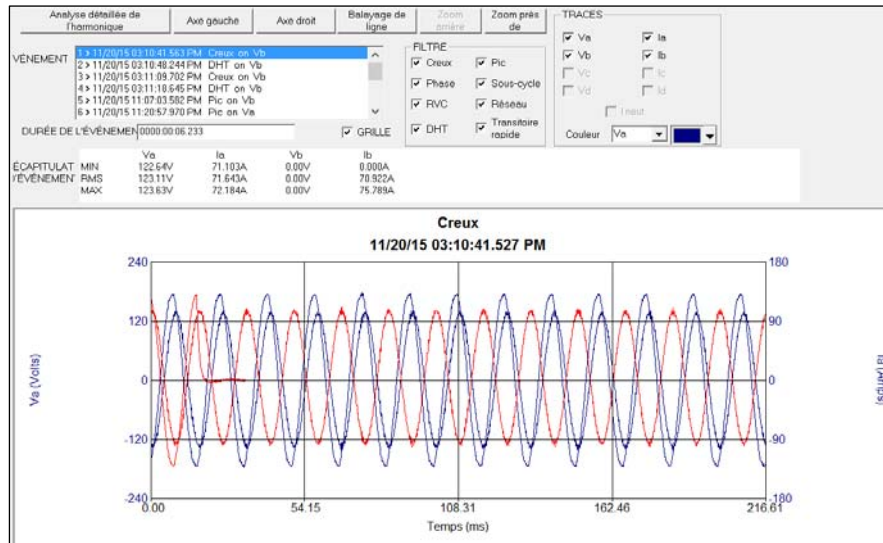 Analyse détaillée de l'harmonique
Axe gauche
Axe droit
Balayage de ligne
Zoom arrière
Zoom près de
TRACES
Va
Ia
Vb
Ib
Vc
Ic
Vd
Id
I neut
Couleur Va
VÉNEMENT
1 > 11/20/15 03:10:41.563 PM Creux on Vb
2 > 11/20/15 03:10:48.244 PM DHT on Vb
3 > 11/20/15 03:11:09.702 PM Creux on Vb
4 > 11/20/15 03:11:10.645 PM DHT on Vb
5 > 11/20/15 11:07:03.582 PM Pic on Vb
6 > 11/20/15 11:20:57.970 PM Pic on Va
FILTRE
Creux
Pic
Phase
Sous-cycle
RVC
Réseau
DHT
Transitoire rapide
DURÉE DE L'ÉVÉNEMEN 0000:00:06.233
GRILLE
Va Ia Vb Ib
ÉCAPITULAT MIN 122.64V 71.103A 0.00V 0.000A
'ÉVÉNEMENT RMS 123.11V 71.643A 0.00V 70.922A
MAX 123.63V 72.184A 0.00V 75.789A
Creux
11/20/15 03:10:41.527 PM
240
180
120
90
0
0
-120
-90
-240
-180
Va (Volts)
Ia (Amps)
0.00
54.15
108.31
162.46
216.61
Temps (ms)